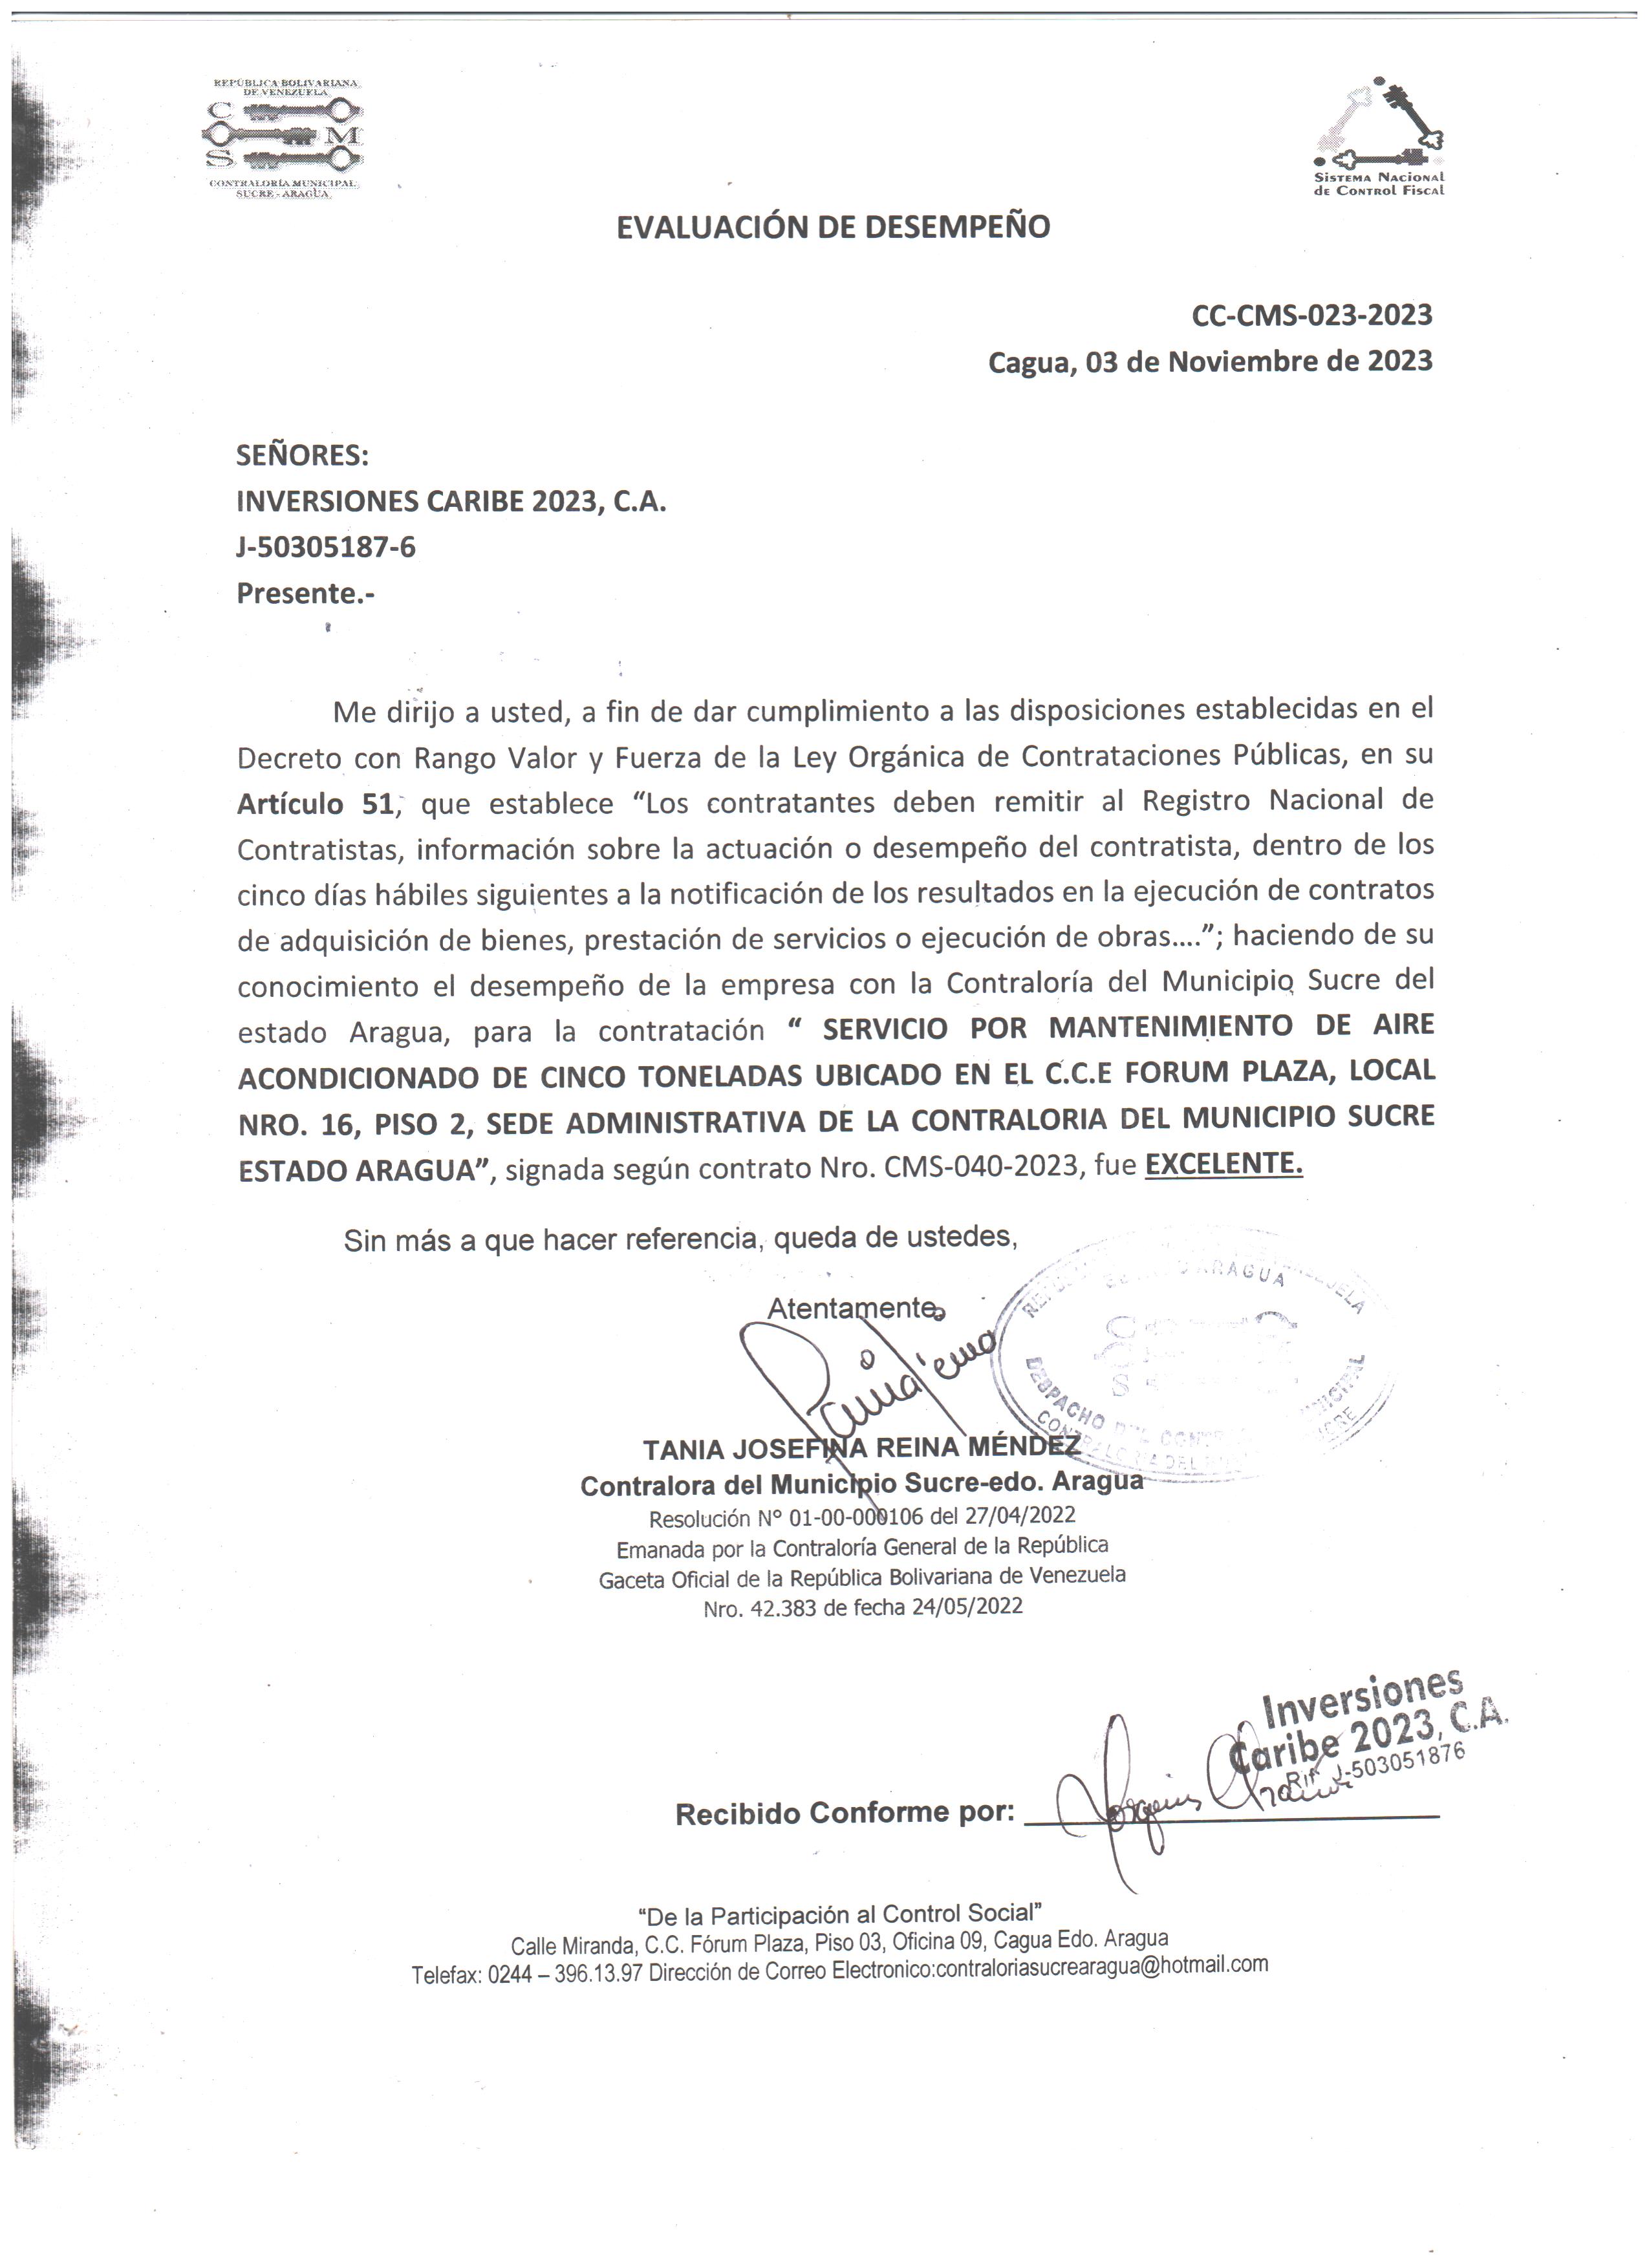 REPÚBLICA BOLIVARIANA
DE VENEZUELA
C
M
S
CONTRALORÍA MUNICIPAL
SUCRE - ARAGUA
SISTEMA NACIONAL
DE CONTROL FISCAL
EVALUACIÓN DE DESEMPEÑO
CC-CMS-023-2023
Cagua, 03 de Noviembre de 2023
SEÑORES:
INVERSIONES CARIBE 2023, C.A.
J-50305187-6
Presente.-
Me dirijo a usted, a fin de dar cumplimiento a las disposiciones establecidas en el
Decreto con Rango Valor y Fuerza de la Ley Orgánica de Contrataciones Públicas, en su
Artículo 51, que establece “Los contratantes deben remitir al Registro Nacional de
Contratistas, información sobre la actuación o desempeño del contratista, dentro de los
cinco días hábiles siguientes a la notificación de los resultados en la ejecución de contratos
de adquisición de bienes, prestación de servicios o ejecución de obras....”; haciendo de su
conocimiento el desempeño de la empresa con la Contraloría del Municipio Sucre del
estado Aragua, para la contratación “ SERVICIO POR MANTENIMIENTO DE AIRE
ACONDICIONADO DE CINCO TONELADAS UBICADO EN EL C.C.E FORUM PLAZA, LOCAL
NRO. 16, PISO 2, SEDE ADMINISTRATIVA DE LA CONTRALORIA DEL MUNICIPIO SUCRE
ESTADO ARAGUA”, signada según contrato Nro. CMS-040-2023, fue EXCELENTE.
Sin más a que hacer referencia, queda de ustedes,
Atentamente,
ARAGUA
DESPACHO DEL
TANIA JOSEFINA REINA MÉNDEZ
Contralora del Municipio Sucre-edo. Aragua
Resolución N° 01-00-000106 del 27/04/2022
Emanada por la Contraloría General de la República
Gaceta Oficial de la República Bolivariana de Venezuela
Nro. 42.383 de fecha 24/05/2022
Inversiones
Caribe 2023, C.A.
Rif: J-503051876
Recibido Conforme por:
“De la Participación al Control Social”
Calle Miranda, C.C. Fórum Plaza, Piso 03, Oficina 09, Cagua Edo. Aragua
Telefax: 0244 – 396.13.97 Dirección de Correo Electronico:contraloriasucrearagua@hotmail.com